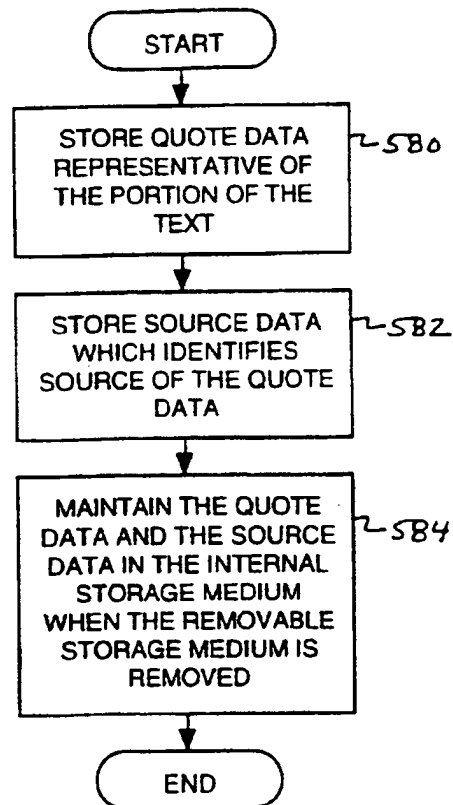 START
STORE QUOTE DATA
REPRESENTATIVE OF
THE PORTION OF THE
TEXT
580
STORE SOURCE DATA
WHICH IDENTIFIES
SOURCE OF THE QUOTE
DATA
582
MAINTAIN THE QUOTE
DATA AND THE SOURCE
DATA IN THE INTERNAL
STORAGE MEDIUM
WHEN THE REMOVABLE
STORAGE MEDIUM IS
REMOVED
584
END